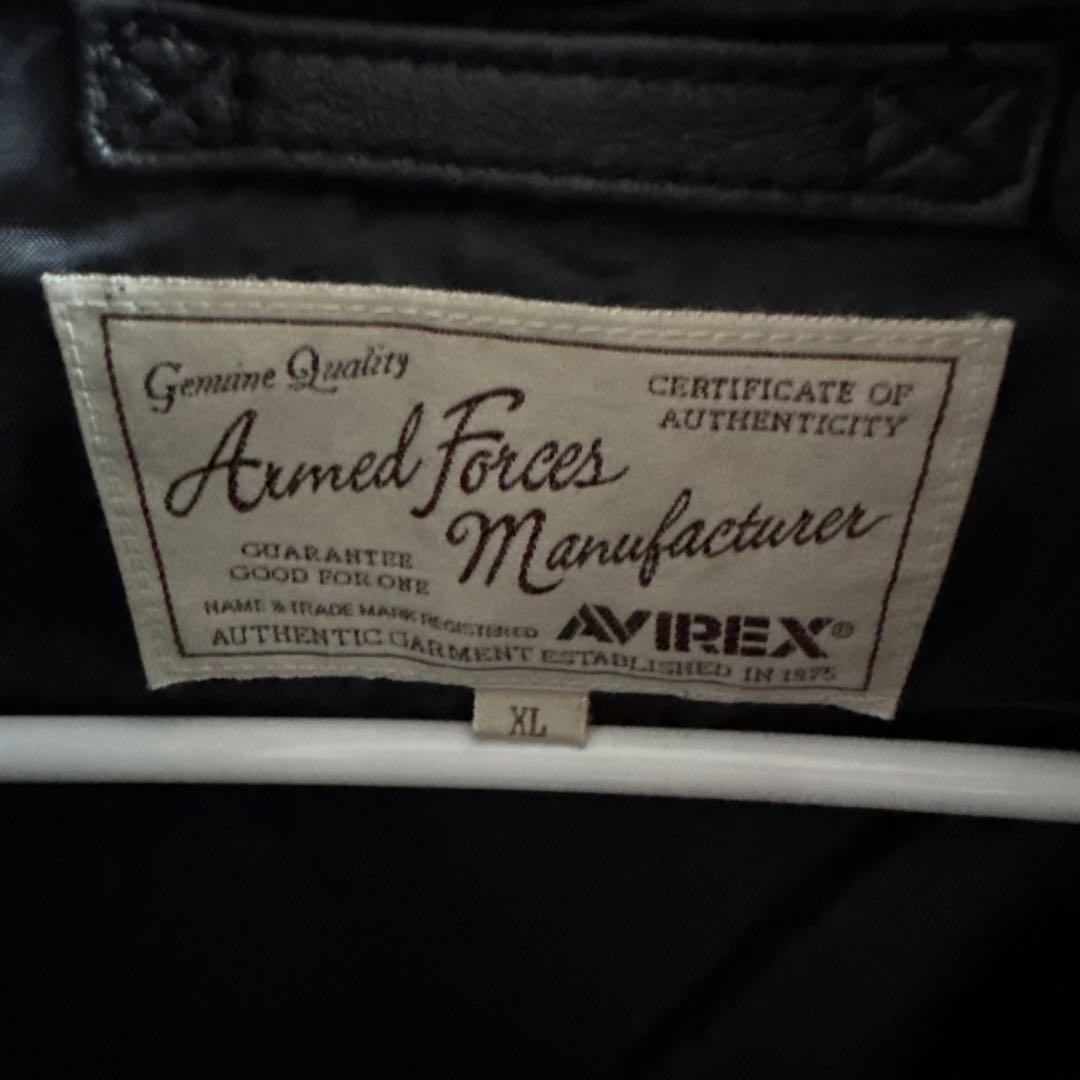 Genuine Quality
CERTIFICATE OF
AUTHENTICITY
Armed Forces
Manufacturer
GUARANTEE
GOOD FOR ONE
NAME & TRADE MARK REGISTERED
AVIREX®
AUTHENTIC GARMENT ESTABLISHED IN 1975
XL